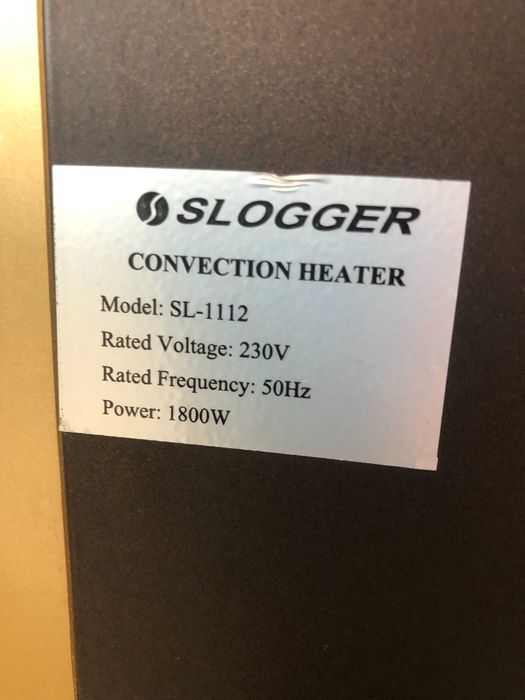 SLOGGER
CONVECTION HEATER
Model: SL-1112
Rated Voltage: 230V
Rated Frequency: 50Hz
Power: 1800W